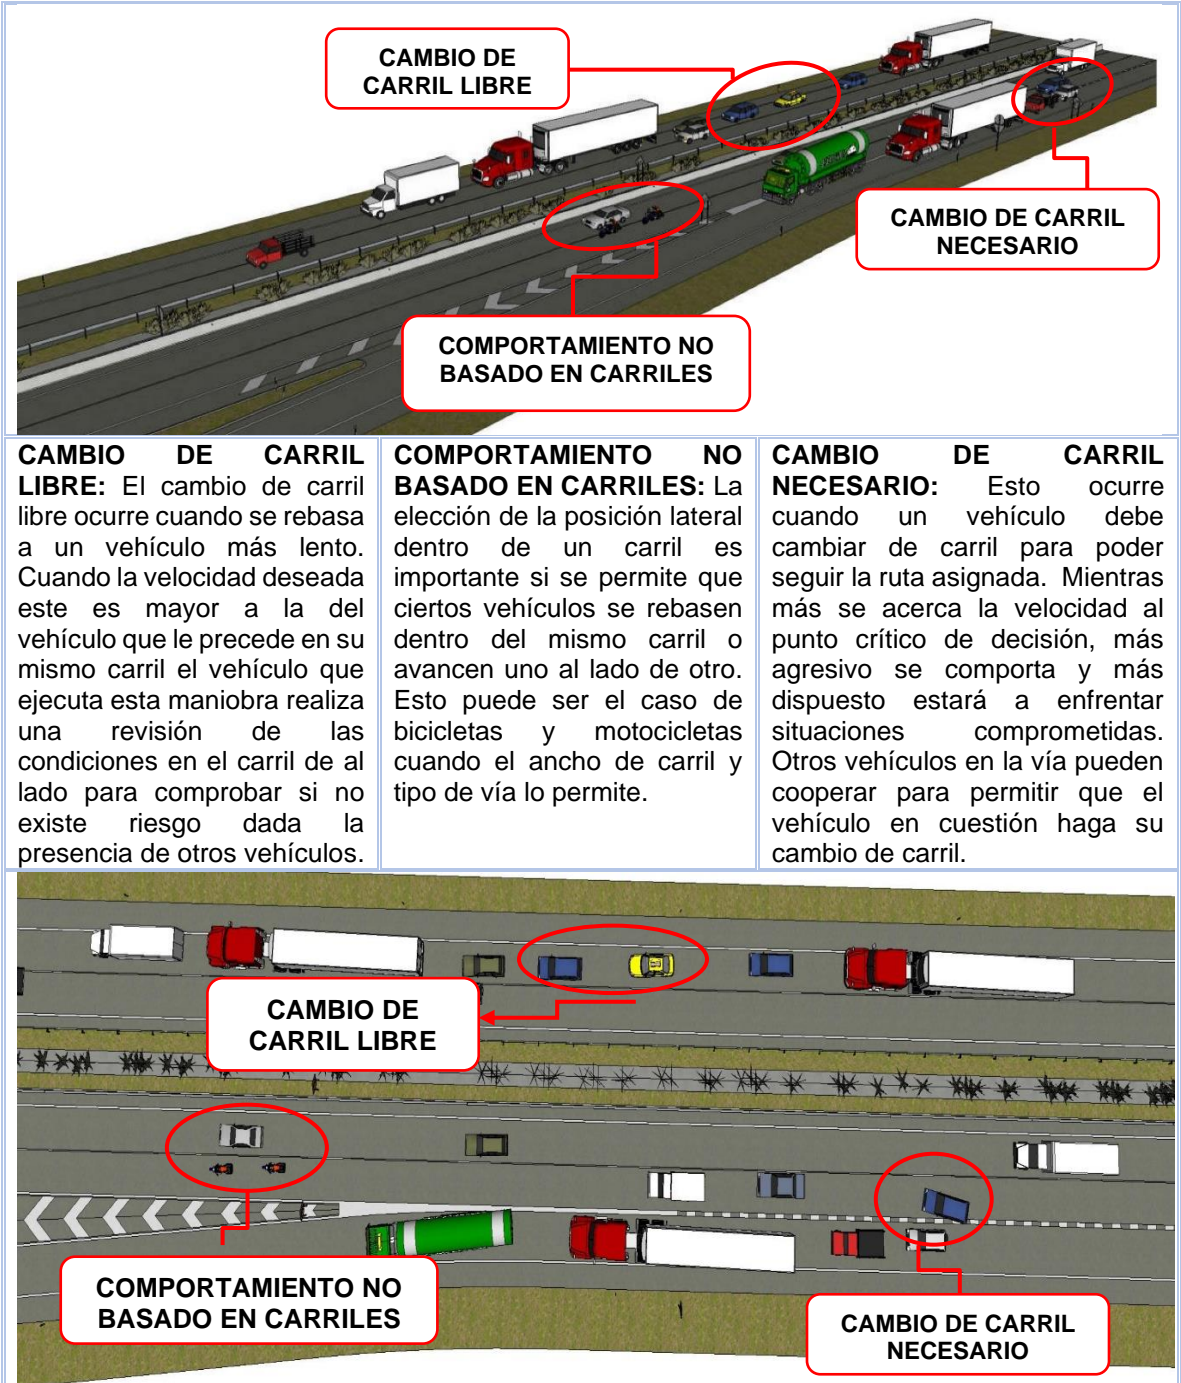 CAMBIO DE
CARRIL LIBRE
CAMBIO DE CARRIL
NECESARIO
COMPORTAMIENTO NO
BASADO EN CARRILES
CAMBIO DE CARRIL
LIBRE: El cambio de carril
libre ocurre cuando se rebasa
a un vehículo más lento.
Cuando la velocidad deseada
este es mayor a la del
vehículo que le precede en su
mismo carril el vehículo que
ejecuta esta maniobra realiza
una revisión de las
condiciones en el carril de al
lado para comprobar si no
existe riesgo dada la
presencia de otros vehículos.
COMPORTAMIENTO NO
BASADO EN CARRILES: La
elección de la posición lateral
dentro de un carril es
importante si se permite que
ciertos vehículos se rebasen
dentro del mismo carril o
avancen uno al lado de otro.
Esto puede ser el caso de
bicicletas y motocicletas
cuando el ancho de carril y
tipo de vía lo permite.
CAMBIO DE CARRIL
NECESARIO: Esto ocurre
cuando un vehículo debe
cambiar de carril para poder
seguir la ruta asignada. Mientras
más se acerca la velocidad al
punto crítico de decisión, más
agresivo se comporta y más
dispuesto estará a enfrentar
situaciones comprometidas.
Otros vehículos en la vía pueden
cooperar para permitir que el
vehículo en cuestión haga su
cambio de carril.
CAMBIO DE
CARRIL LIBRE
COMPORTAMIENTO NO
BASADO EN CARRILES
CAMBIO DE CARRIL
NECESARIO